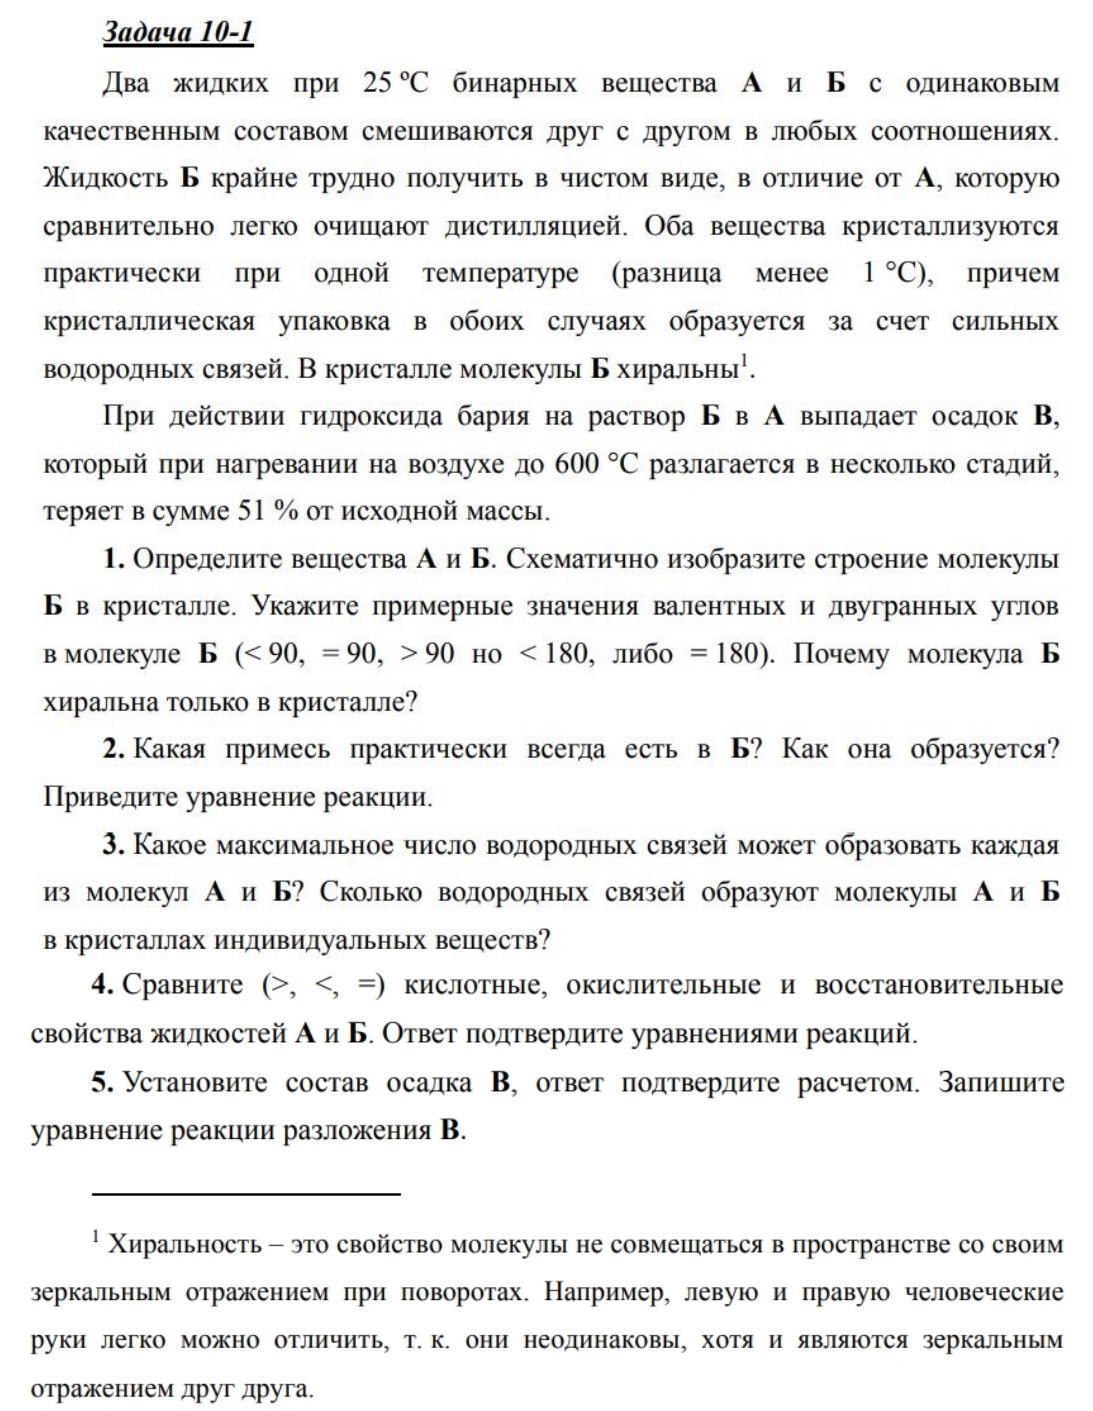 Задача 10-1
Два жидких при 25 ºС бинарных вещества А и Б с одинаковым
качественным составом смешиваются друг с другом в любых соотношениях.
Жидкость Б крайне трудно получить в чистом виде, в отличие от А, которую
сравнительно легко очищают дистилляцией. Оба вещества кристаллизуются
практически при одной температуре (разница менее 1 °С), причем
кристаллическая упаковка в обоих случаях образуется за счет сильных
водородных связей. В кристалле молекулы Б хиральны¹.
При действии гидроксида бария на раствор Б в А выпадает осадок В,
который при нагревании на воздухе до 600 °С разлагается в несколько стадий,
теряет в сумме 51 % от исходной массы.
1. Определите вещества А и Б. Схематично изобразите строение молекулы
Б в кристалле. Укажите примерные значения валентных и двугранных углов
в молекуле Б (< 90, = 90, > 90 но < 180, либо = 180). Почему молекула Б
хиральна только в кристалле?
2. Какая примесь практически всегда есть в Б? Как она образуется?
Приведите уравнение реакции.
3. Какое максимальное число водородных связей может образовать каждая
из молекул А и Б? Сколько водородных связей образуют молекулы А и Б
в кристаллах индивидуальных веществ?
4. Сравните (>, <, =) кислотные, окислительные и восстановительные
свойства жидкостей А и Б. Ответ подтвердите уравнениями реакций.
5. Установите состав осадка В, ответ подтвердите расчетом. Запишите
уравнение реакции разложения В.
¹ Хиральность – это свойство молекулы не совмещаться в пространстве со своим
зеркальным отражением при поворотах. Например, левую и правую человеческие
руки легко можно отличить, т. к. они неодинаковы, хотя и являются зеркальным
отражением друг друга.